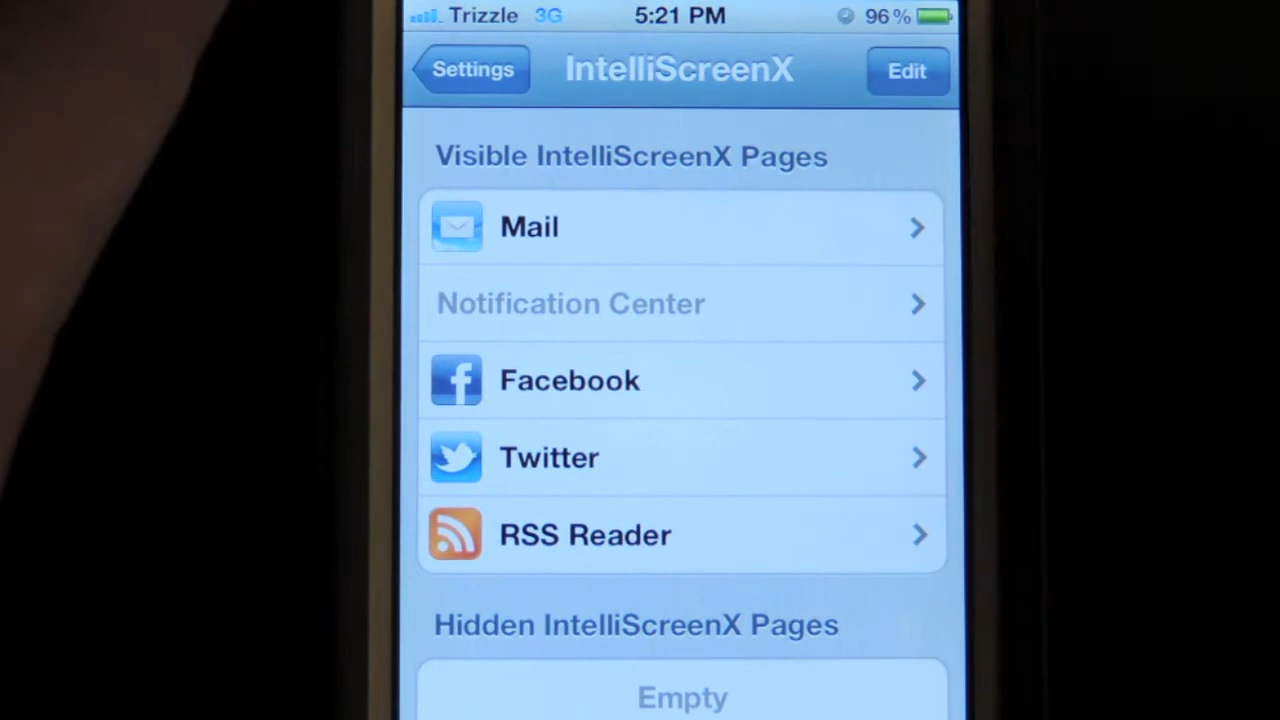 Trizzle 3G 5:21 PM 96%
Settings IntelliScreenX Edit
Visible IntelliScreenX Pages
Mail
Notification Center
Facebook
Twitter
RSS Reader
Hidden IntelliScreenX Pages
Empty